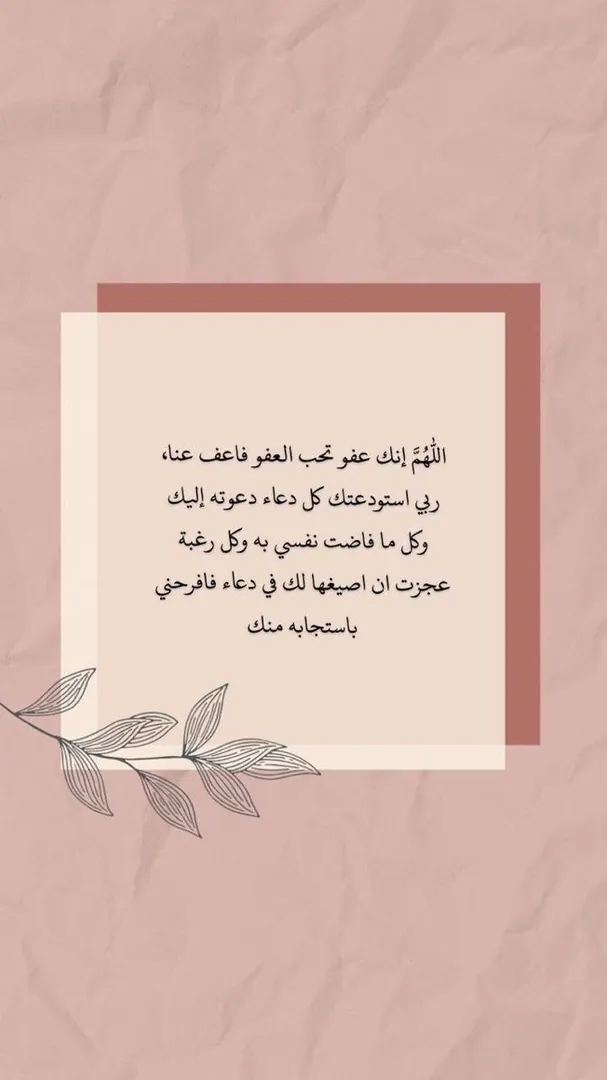 اللّٰهُمَّ إنك عفو تحب العفو فاعف عنا،
ربي استودعتك كل دعاء دعوته إليك
وكل ما فاضت نفسي به وكل رغبة
عجزت ان اصيغها لك في دعاء فافرحني
باستجابه منك